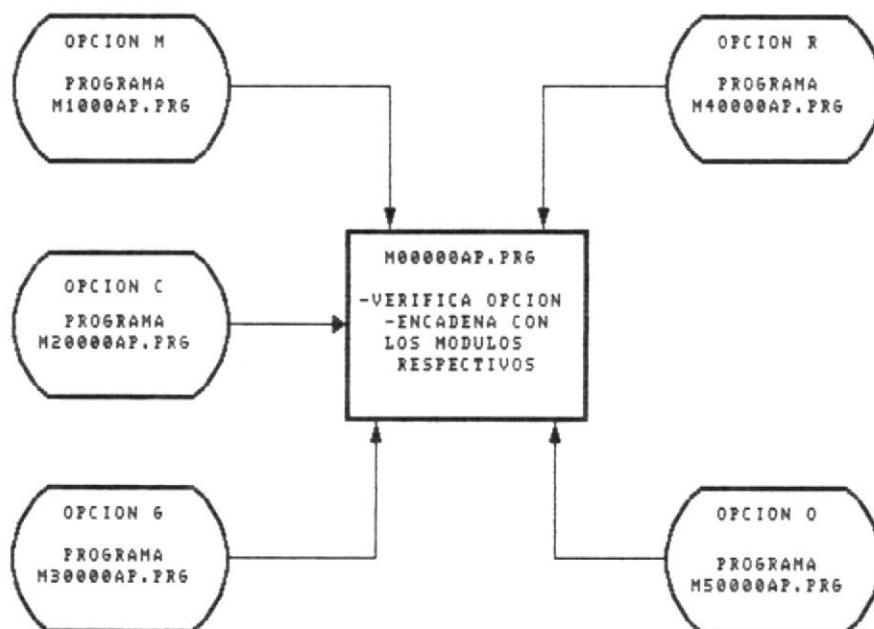 OPCION M
PROGRAMA
M1000AP.PRG
OPCION R
PROGRAMA
M40000AP.PRG
M00000AP.PRG
-VERIFICA OPCION
-ENCADENA CON
LOS MODULOS
RESPECTIVOS
OPCION C
PROGRAMA
M20000AP.PRG
OPCION G
PROGRAMA
M30000AP.PRG
OPCION O
PROGRAMA
M50000AP.PRG